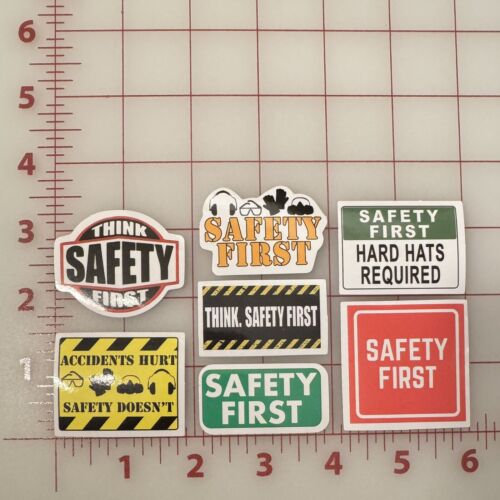 6
5
4
3
2
THINK
SAFETY
FIRST
SAFETY
FIRST
SAFETY
FIRST
HARD HATS
REQUIRED
THINK. SAFETY FIRST
ACCIDENTS HURT
SAFETY DOESN'T
SAFETY
FIRST
SAFETY
FIRST
1 2 3 4 5 6